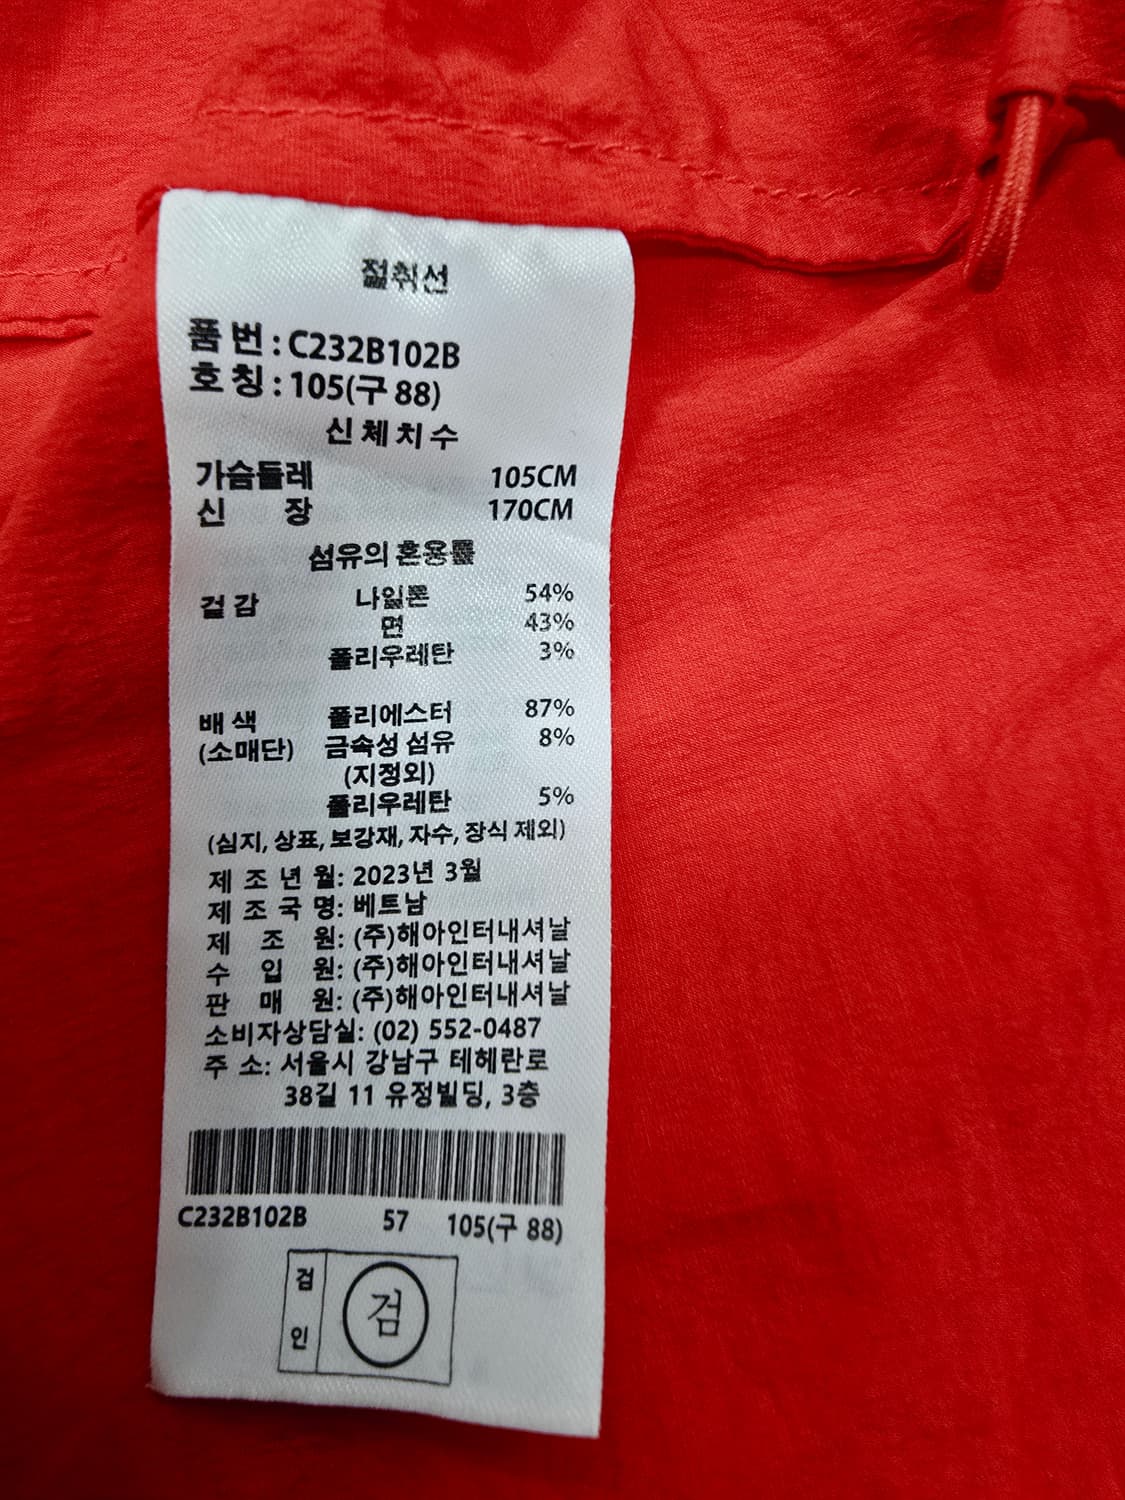 절취선
품 번 : C232B102B
호 칭 : 105(구 88)
신 체 치 수
가슴둘레 105CM
신 장 170CM
섬유의 혼용률
겉 감 나일론 54%
면 43%
폴리우레탄 3%
배 색 폴리에스터 87%
(소매단) 금속성 섬유 8%
(지정외)
폴리우레탄 5%
(심지, 상표, 보강재, 자수, 장식 제외)
제 조 년 월: 2023년 3월
제 조 국 명: 베트남
제 조 원: (주)해아인터내셔날
수 입 원: (주)해아인터내셔날
판 매 원: (주)해아인터내셔날
소비자상담실: (02) 552-0487
주 소: 서울시 강남구 테헤란로
38길 11 유정빌딩, 3층
C232B102B 57 105(구 88)
검인 검